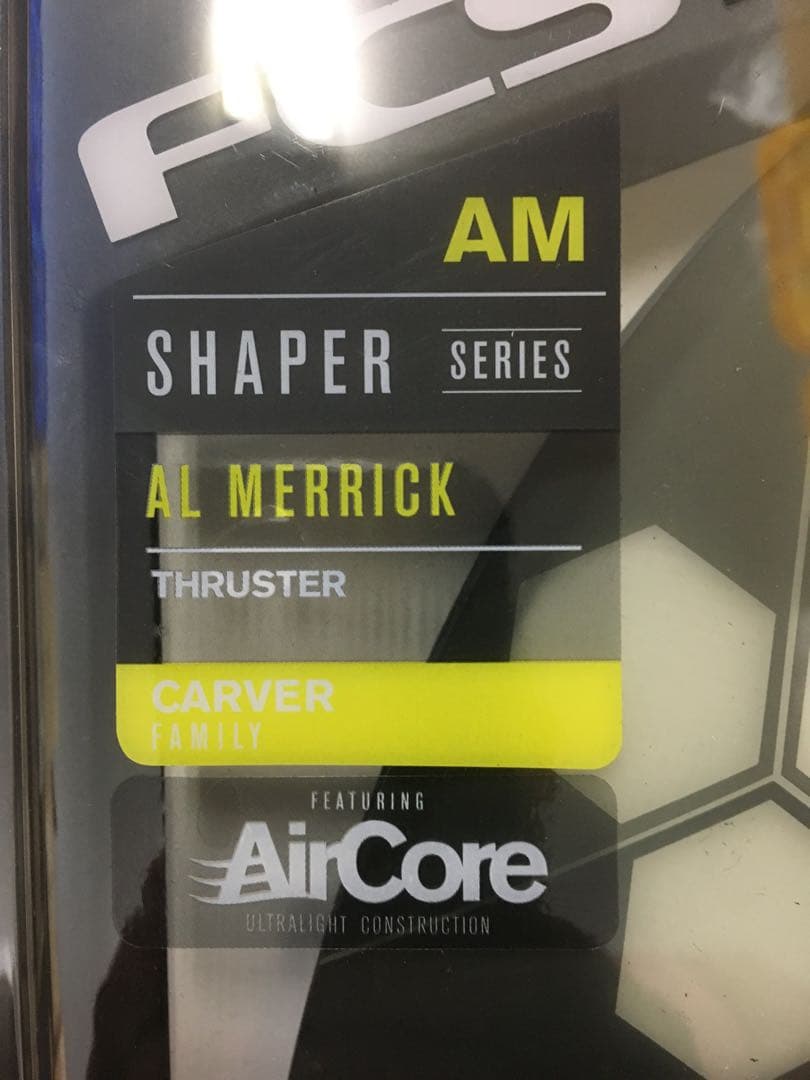 FCS
AM
SHAPER SERIES
AL MERRICK
THRUSTER
CARVER
FAMILY
FEATURING
AirCore
ULTRALIGHT CONSTRUCTION